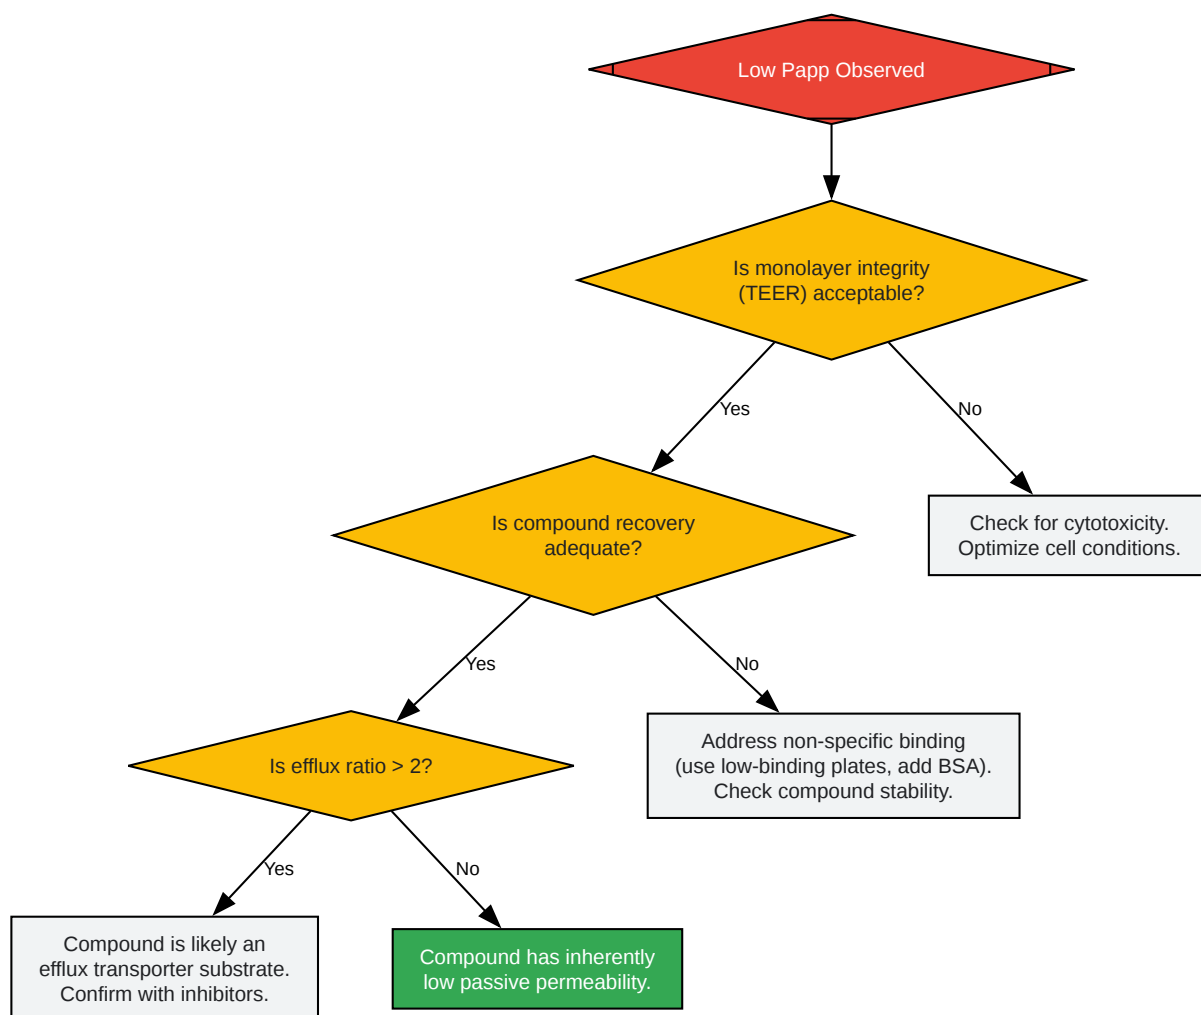 Low Papp Observed
Is monolayer integrity
(TEER) acceptable?
Yes
No
Is compound recovery
adequate?
Check for cytotoxicity.
Optimize cell conditions.
Yes
No
Is efflux ratio > 2?
Address non-specific binding
(use low-binding plates, add BSA).
Check compound stability.
Yes
No
Compound is likely an
efflux transporter substrate.
Confirm with inhibitors.
Compound has inherently
low passive permeability.